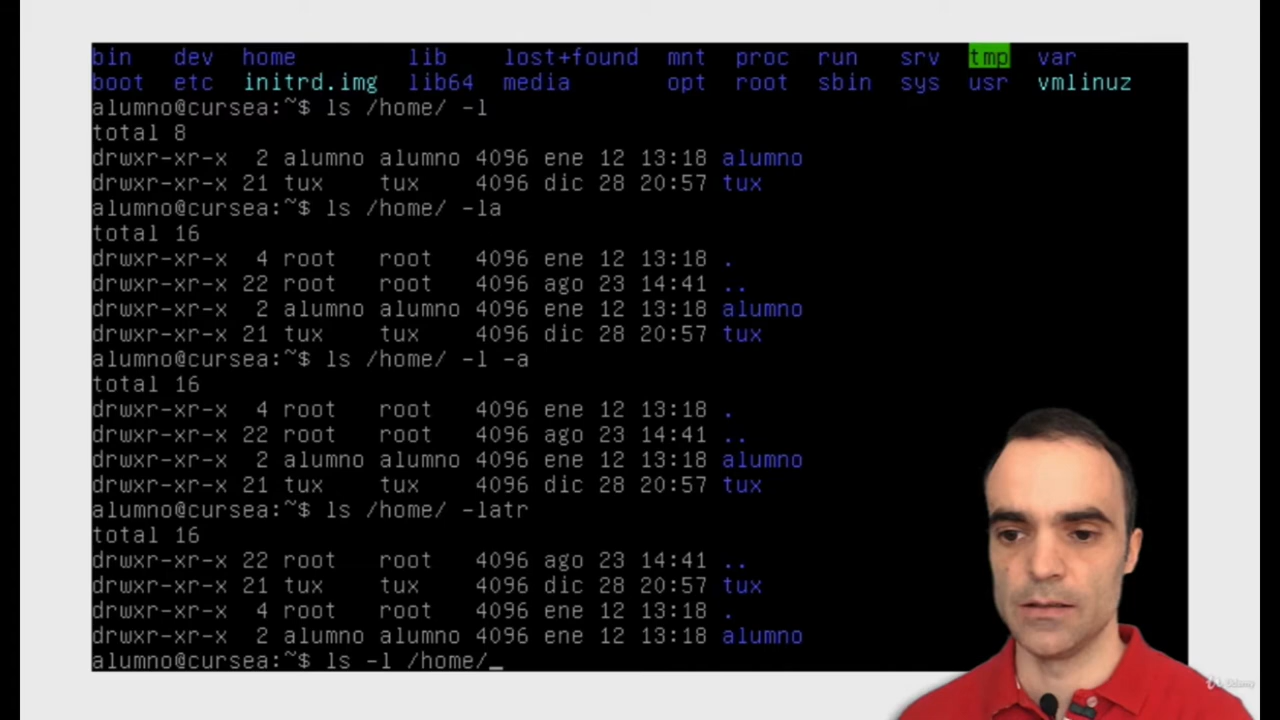 bin dev home lib lost+found mnt proc run srv tmp var
boot etc initrd.img lib64 media opt root sbin sys usr vmlinuz
alumno@cursea:~$ ls /home/ -l
total 8
drwxr-xr-x 2 alumno alumno 4096 ene 12 13:18 alumno
drwxr-xr-x 21 tux tux 4096 dic 28 20:57 tux
alumno@cursea:~$ ls /home/ -la
total 16
drwxr-xr-x 4 root root 4096 ene 12 13:18 .
drwxr-xr-x 22 root root 4096 ago 23 14:41 ..
drwxr-xr-x 2 alumno alumno 4096 ene 12 13:18 alumno
drwxr-xr-x 21 tux tux 4096 dic 28 20:57 tux
alumno@cursea:~$ ls /home/ -l -a
total 16
drwxr-xr-x 4 root root 4096 ene 12 13:18 .
drwxr-xr-x 22 root root 4096 ago 23 14:41 ..
drwxr-xr-x 2 alumno alumno 4096 ene 12 13:18 alumno
drwxr-xr-x 21 tux tux 4096 dic 28 20:57 tux
alumno@cursea:~$ ls /home/ -latr
total 16
drwxr-xr-x 22 root root 4096 ago 23 14:41 ..
drwxr-xr-x 21 tux tux 4096 dic 28 20:57 tux
drwxr-xr-x 4 root root 4096 ene 12 13:18 .
drwxr-xr-x 2 alumno alumno 4096 ene 12 13:18 alumno
alumno@cursea:~$ ls -l /home/_
Udemy